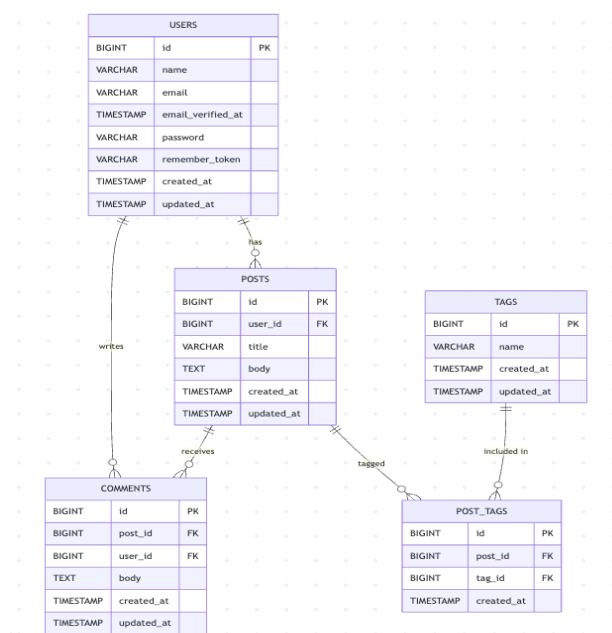 USERS
BIGINT id PK
VARCHAR name
VARCHAR email
TIMESTAMP email_verified_at
VARCHAR password
VARCHAR remember_token
TIMESTAMP created_at
TIMESTAMP updated_at
has
POSTS
BIGINT id PK
BIGINT user_id FK
VARCHAR title
TEXT body
TIMESTAMP created_at
TIMESTAMP updated_at
TAGS
BIGINT id PK
VARCHAR name
TIMESTAMP created_at
TIMESTAMP updated_at
writes
receives
tagged
included in
COMMENTS
BIGINT id PK
BIGINT post_id FK
BIGINT user_id FK
TEXT body
TIMESTAMP created_at
TIMESTAMP updated_at
POST_TAGS
BIGINT id PK
BIGINT post_id FK
BIGINT tag_id FK
TIMESTAMP created_at